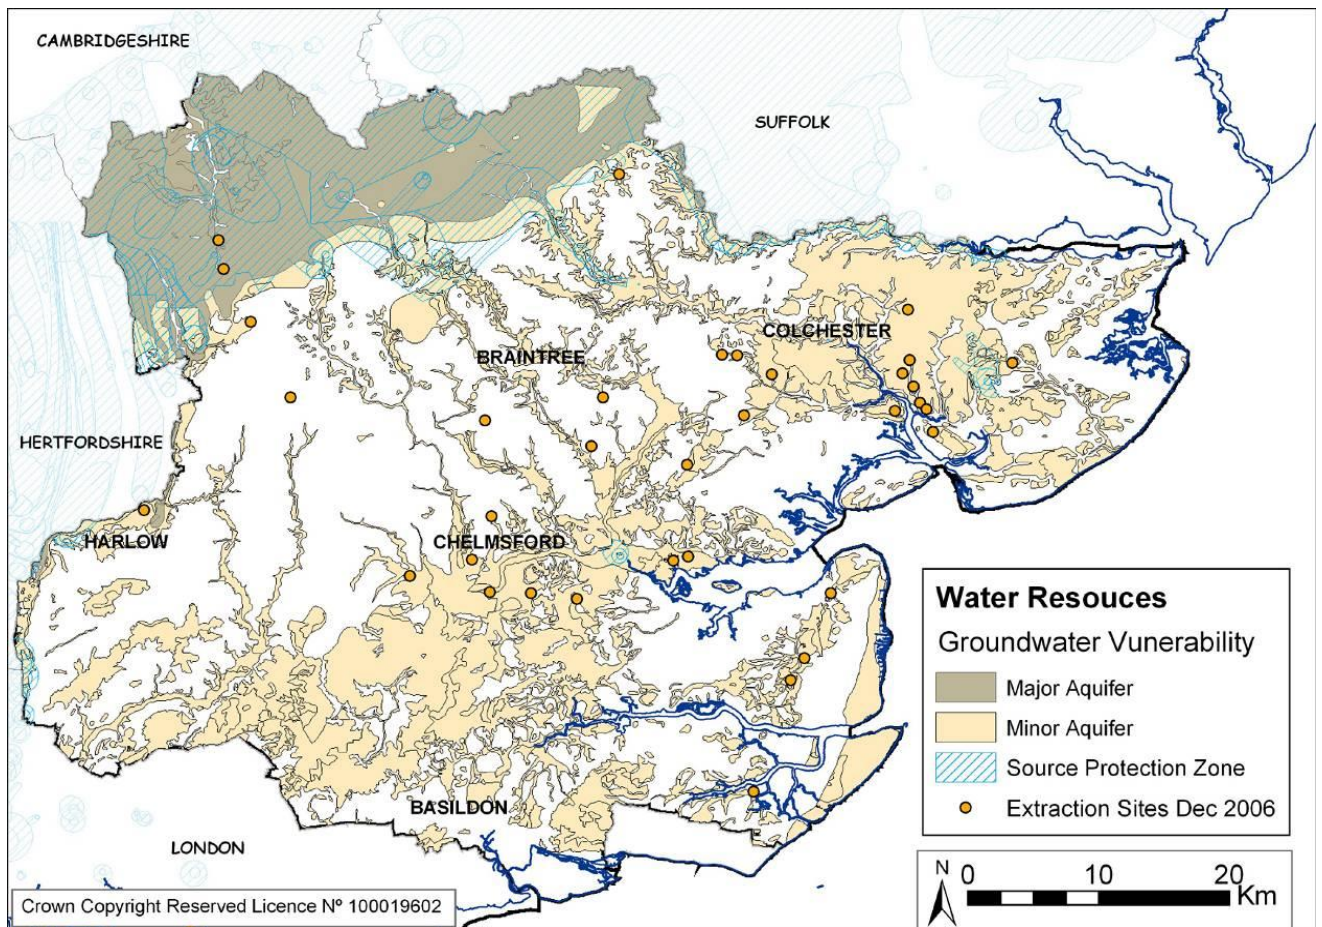 CAMBRIDGESHIRE
SUFFOLK
COLCHESTER
BRAINTREE
HERTFORDSHIRE
HARLOW
CHELMSFORD
BASILDON
LONDON
Water Resouces
Groundwater Vunerability
Major Aquifer
Minor Aquifer
Source Protection Zone
Extraction Sites Dec 2006
N
0 10 20
Km
Crown Copyright Reserved Licence Nº 100019602